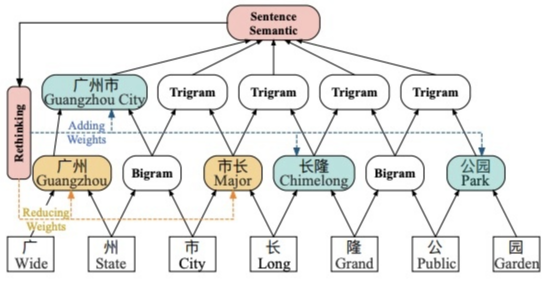 Sentence
Semantic
广州市
Guangzhou City
Trigram
Trigram
Trigram
Trigram
Rethinking
Adding
Weights
广州
Guangzhou
Bigram
市长
Major
长隆
Chimelong
Bigram
公园
Park
Reducing
Weights
广
Wide
州
State
市
City
长
Long
隆
Grand
公
Public
园
Garden